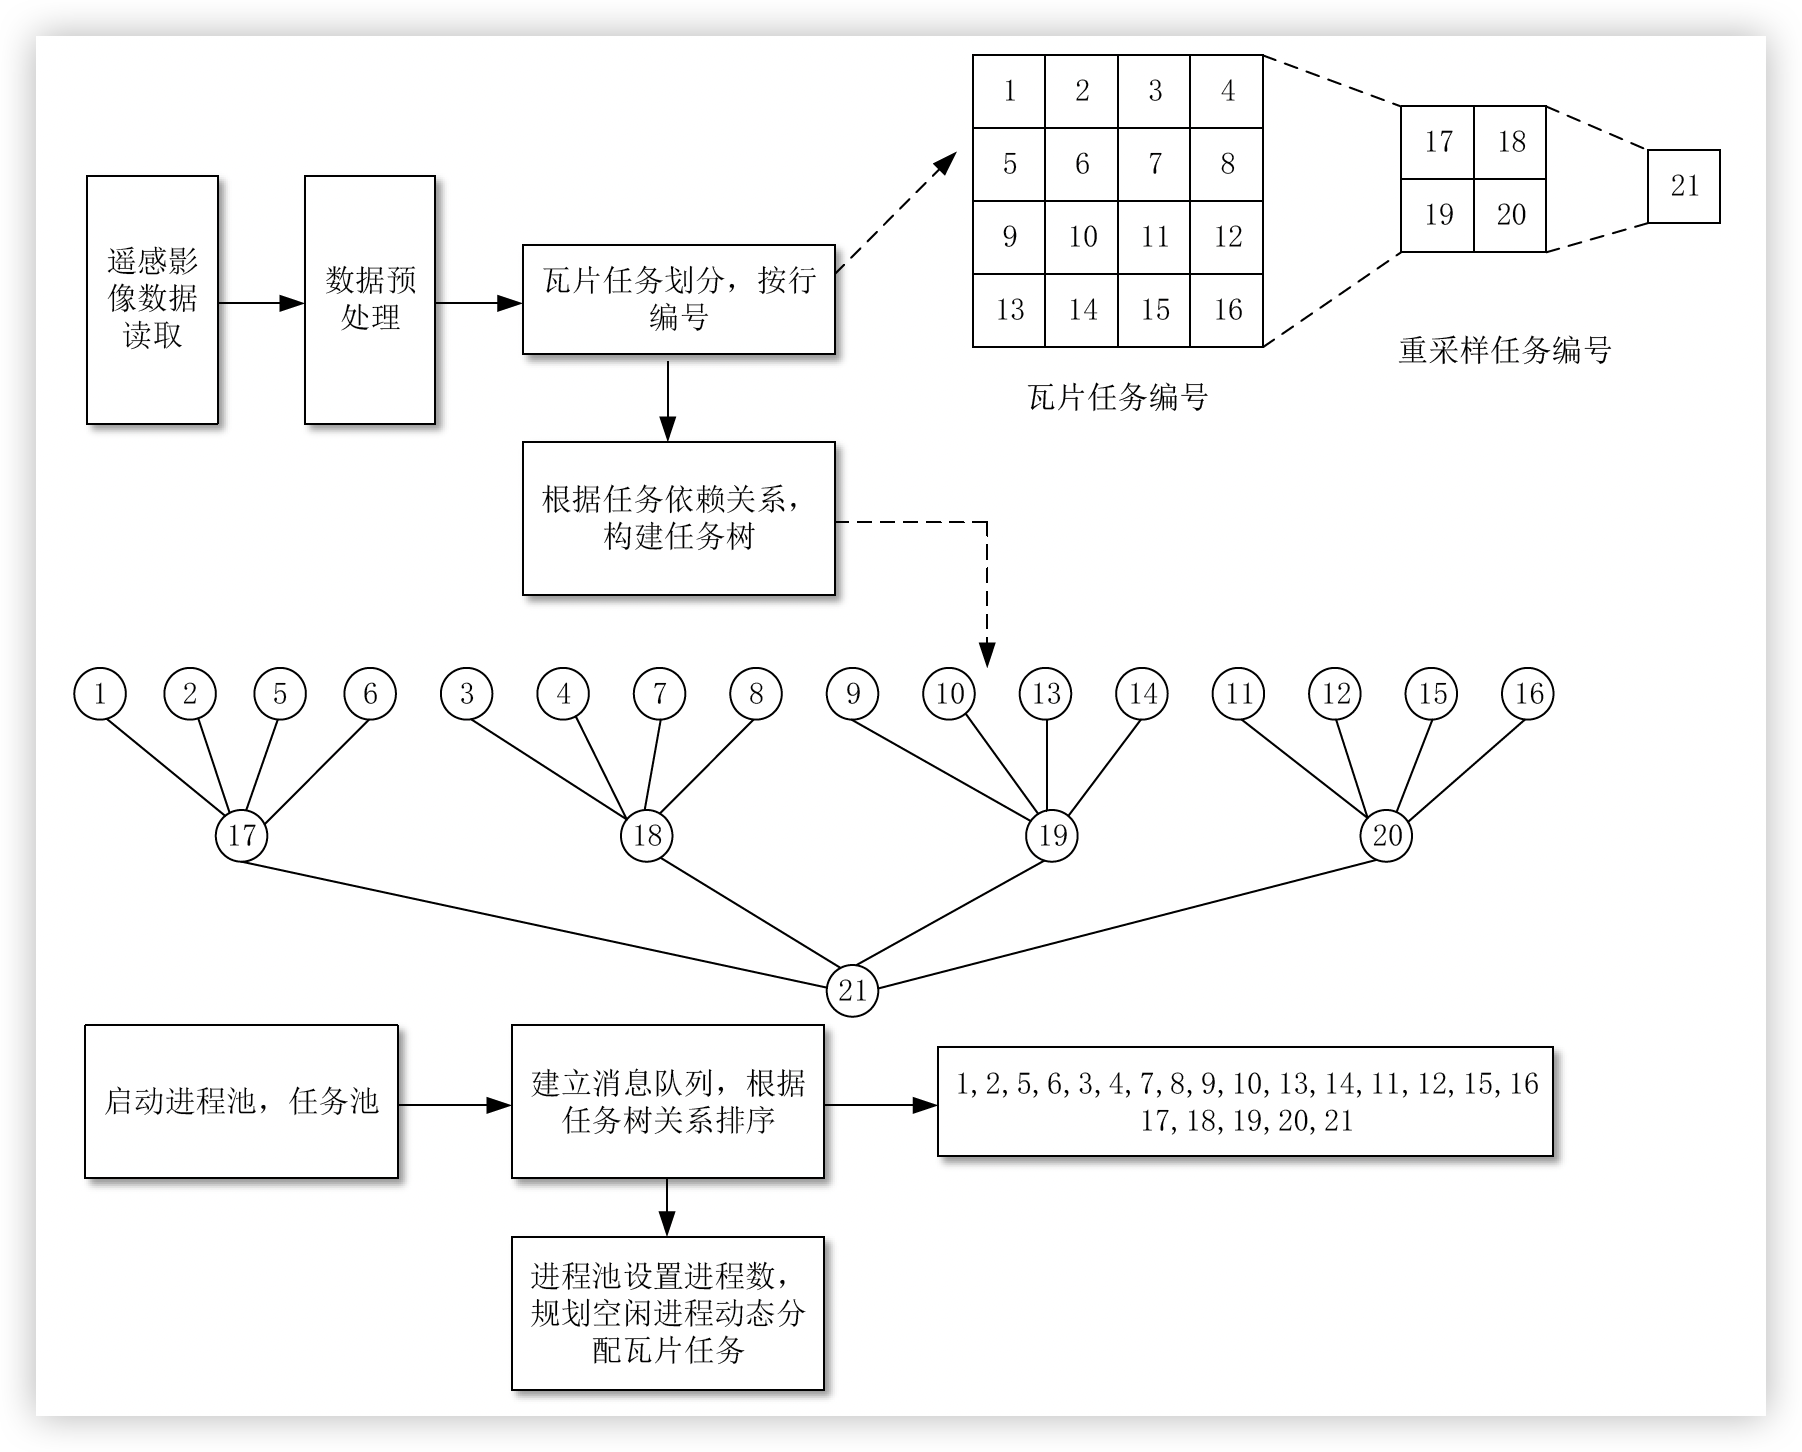 遥感影
像数据
读取
数据预
处理
瓦片任务划分，按行
编号
1 2 3 4
5 6 7 8
9 10 11 12
13 14 15 16
瓦片任务编号
17 18
19 20
重采样任务编号
21
根据任务依赖关系，
构建任务树
1 2 5 6 3 4 7 8 9 10 13 14 11 12 15 16
17 18 19 20
21
启动进程池，任务池
建立消息队列，根据
任务树关系排序
1,2,5,6,3,4,7,8,9,10,13,14,11,12,15,16
17,18,19,20,21
进程池设置进程数，
规划空闲进程动态分
配瓦片任务